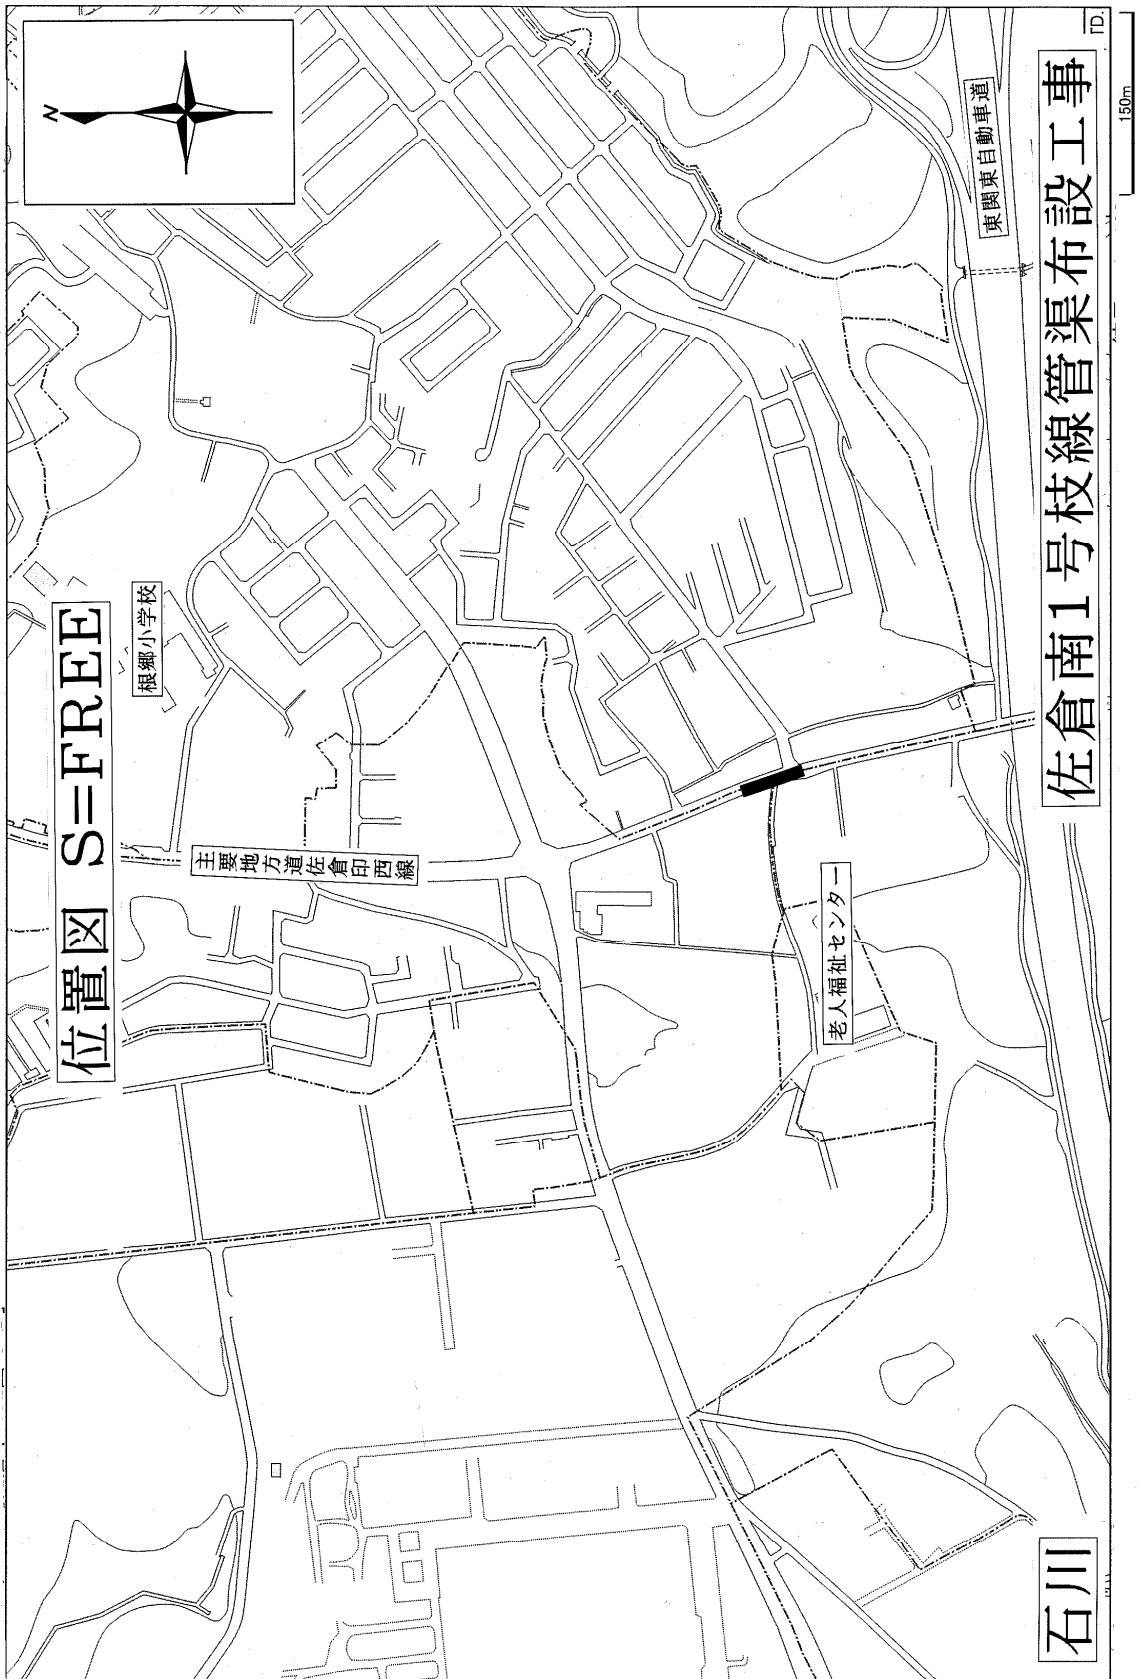 位置図 S=FREE
N
根郷小学校
主要地方道佐倉印西線
老人福祉センター
東関東自動車道
石川
佐倉南1号枝線管渠布設工事
TD.
150m